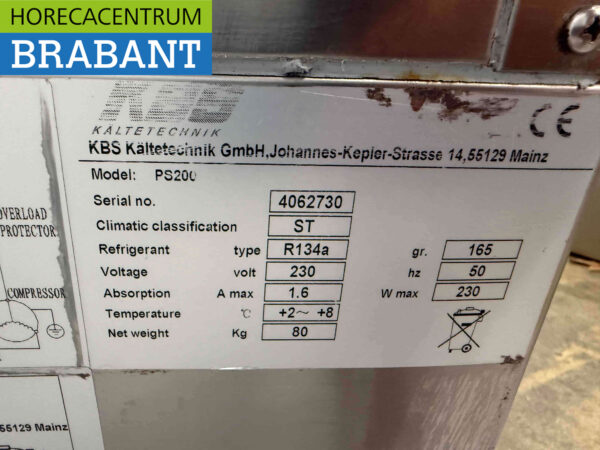 HORECACENTRUM
BRABANT
KBS
KÄLTETECHNIK
CE
KBS Kältetechnik GmbH,Johannes-Kepler-Strasse 14,55129 Mainz
Model: PS200
Serial no. 4062730
Climatic classification ST
Refrigerant type R134a gr. 165
Voltage volt 230 hz 50
Absorption A max 1.6 W max 230
Temperature °C +2~ +8
Net weight Kg 80
OVERLOAD
PROTECTOR
COMPRESSOR
55129 Mainz